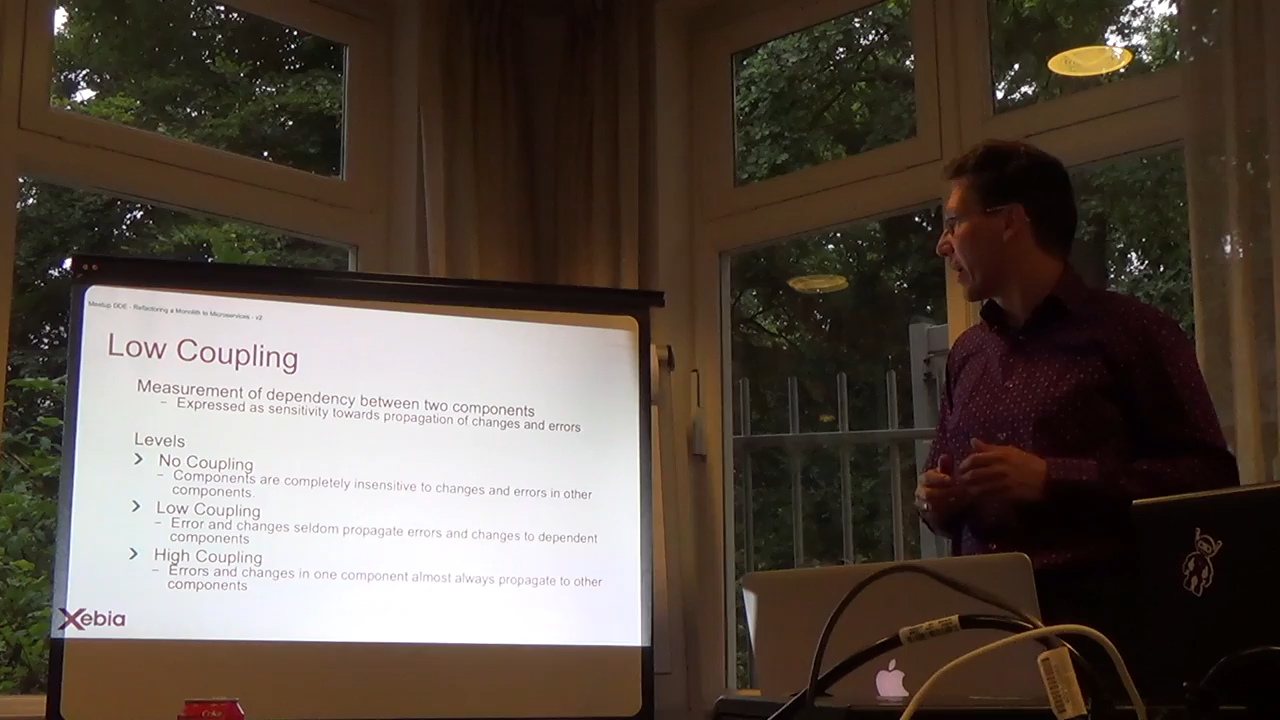 Meetup DDE - Refactoring a Monolith to Microservices - v2
Low Coupling
Measurement of dependency between two components
– Expressed as sensitivity towards propagation of changes and errors
Levels
> No Coupling
– Components are completely insensitive to changes and errors in other
components.
> Low Coupling
– Error and changes seldom propagate errors and changes to dependent
components
> High Coupling
– Errors and changes in one component almost always propagate to other
components
Xebia
Coke